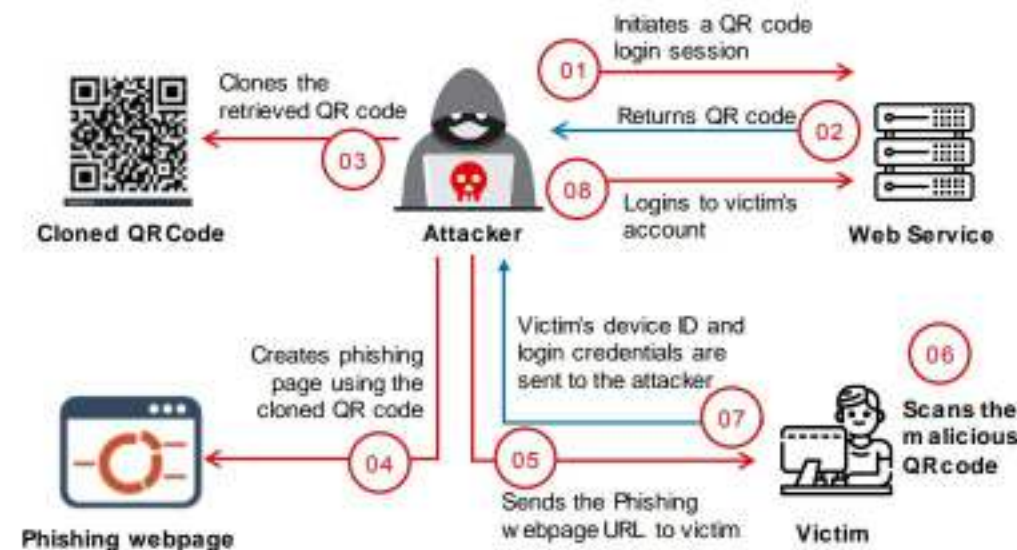 Initiates a QR code
login session
01
Clones the
retrieved QR code
03
Returns QR code
02
08
Logins to victim's
account
Cloned QR Code
Attacker
Web Service
Creates phishing
page using the
cloned QR code
04
Victim's device ID and
login credentials are
sent to the attacker
07
06
Scans the
malicious
QR code
05
Sends the Phishing
webpage URL to victim
Phishing webpage
Victim